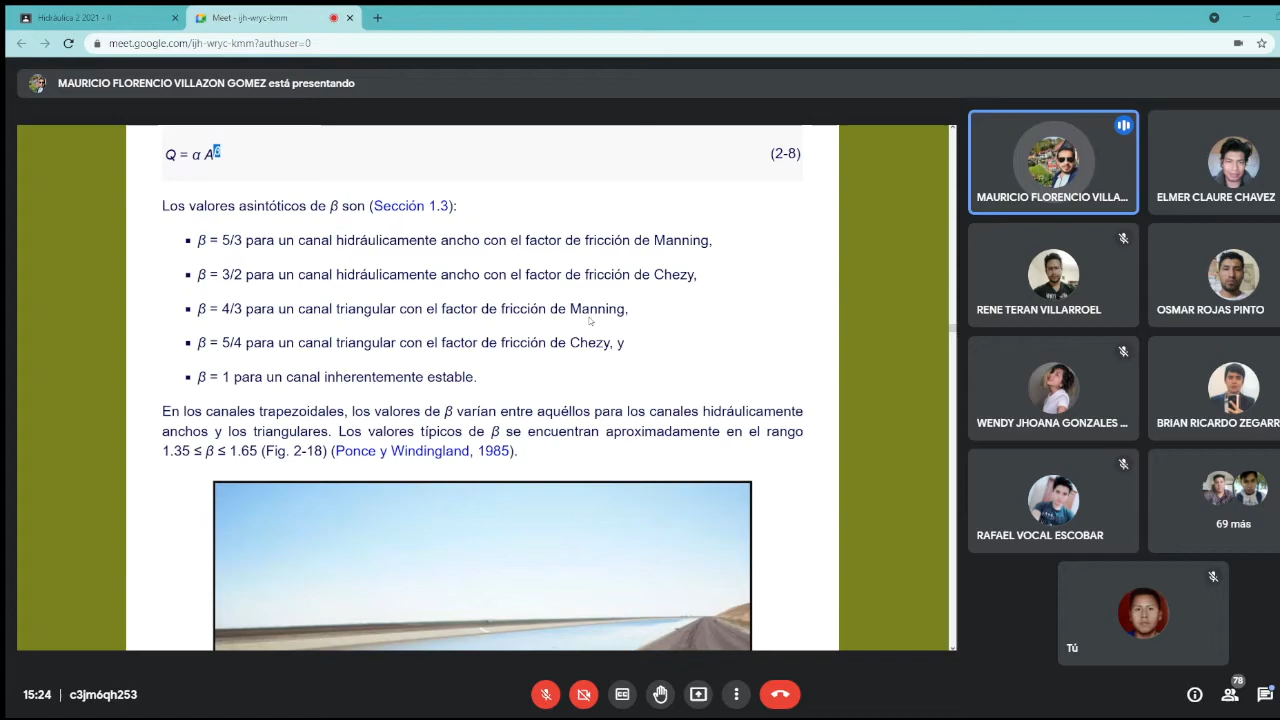 Hidráulica 2 2021 - II
Meet - ijh-wryc-kmm
meet.google.com/ijh-wryc-kmm?authuser=0
MAURICIO FLORENCIO VILLAZON GOMEZ está presentando
Q = α A^β (2-8)
Los valores asintóticos de β son (Sección 1.3):
▪ β = 5/3 para un canal hidráulicamente ancho con el factor de fricción de Manning,
▪ β = 3/2 para un canal hidráulicamente ancho con el factor de fricción de Chezy,
▪ β = 4/3 para un canal triangular con el factor de fricción de Manning,
▪ β = 5/4 para un canal triangular con el factor de fricción de Chezy, y
▪ β = 1 para un canal inherentemente estable.
En los canales trapezoidales, los valores de β varían entre aquéllos para los canales hidráulicamente
anchos y los triangulares. Los valores típicos de β se encuentran aproximadamente en el rango
1.35 ≤ β ≤ 1.65 (Fig. 2-18) (Ponce y Windingland, 1985).
MAURICIO FLORENCIO VILLA...
ELMER CLAURE CHAVEZ
RENE TERAN VILLARROEL
OSMAR ROJAS PINTO
WENDY JHOANA GONZALES ...
BRIAN RICARDO ZEGARR
RAFAEL VOCAL ESCOBAR
69 más
Tú
15:24 | c3jm6qh253
78